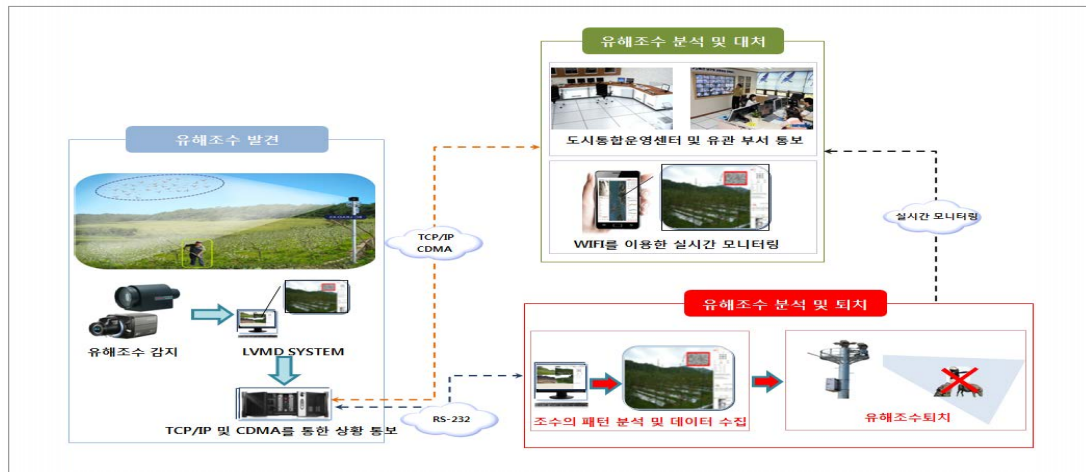 유해조수 발견
유해조수 감지
LVMD SYSTEM
TCP/IP 및 CDMA를 통한 상황 통보
TCP/IP
CDMA
RS-232
유해조수 분석 및 대처
도시통합운영센터 및 유관 부서 통보
WIFI를 이용한 실시간 모니터링
실시간 모니터링
유해조수 분석 및 퇴치
조수의 패턴 분석 및 데이터 수집
유해조수퇴치